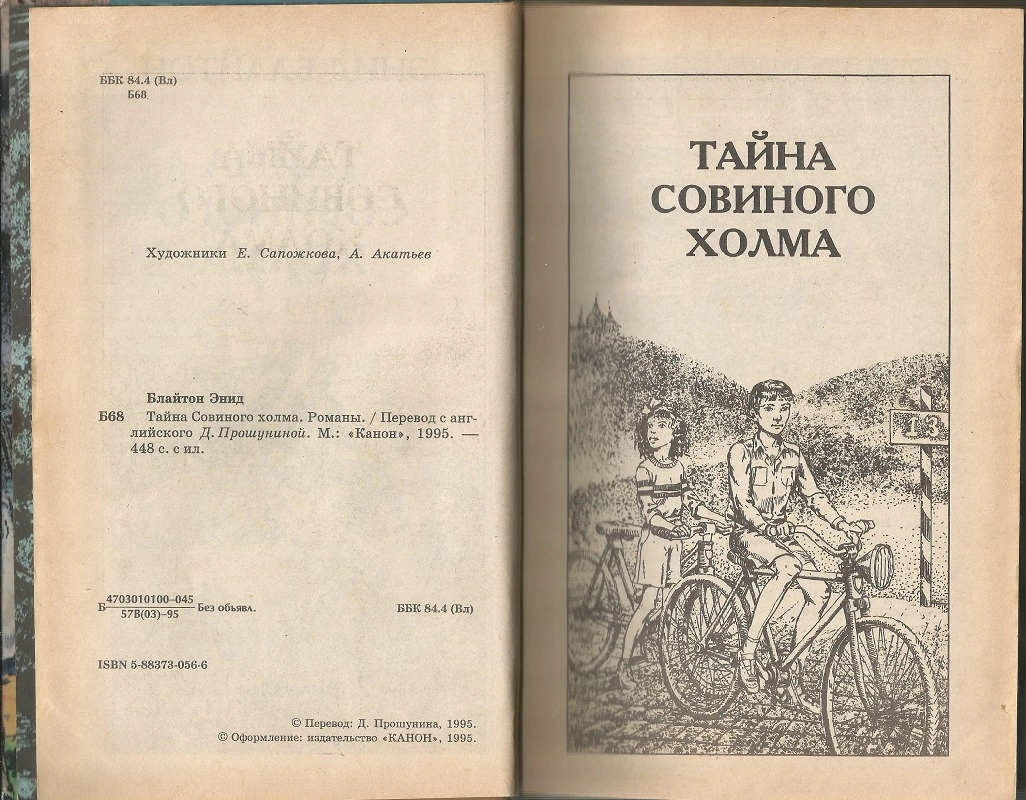 ББК 84.4 (Вл)
Б68
Художники Е. Сапожкова, А. Акатьев
Блайтон Энид
Б68 Тайна Совиного холма. Романы. / Перевод с анг-
лийского Д. Прошуниной. М.: «Канон», 1995. —
448 с. с ил.
Б 4703010100–045
57В(03)–95 Без обьявл. ББК 84.4 (Вл)
ISBN 5-88373-056-6
© Перевод: Д. Прошунина, 1995.
© Оформление: издательство «КАНОН», 1995.
ТАЙНА
СОВИНОГО
ХОЛМА
13